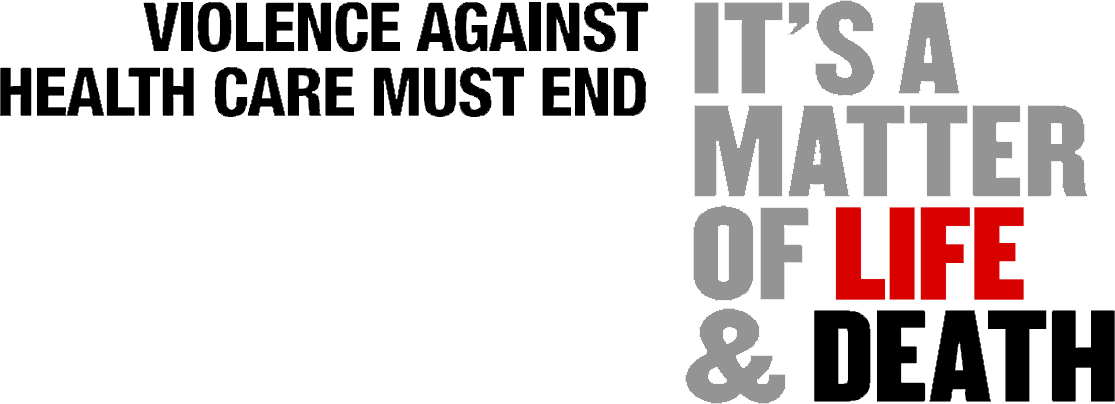 VIOLENCE AGAINST
HEALTH CARE MUST END
IT'S A
MATTER
OF LIFE
& DEATH